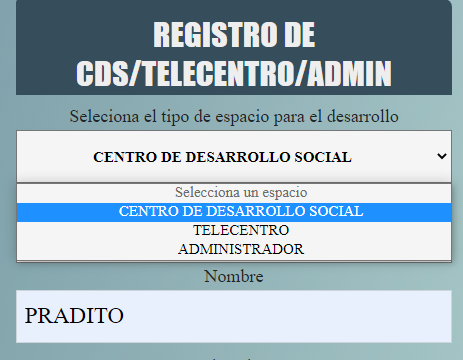 REGISTRO DE
CDS/TELECENTRO/ADMIN
Seleciona el tipo de espacio para el desarrollo
CENTRO DE DESARROLLO SOCIAL
Selecciona un espacio
CENTRO DE DESARROLLO SOCIAL
TELECENTRO
ADMINISTRADOR
Nombre
PRADITO